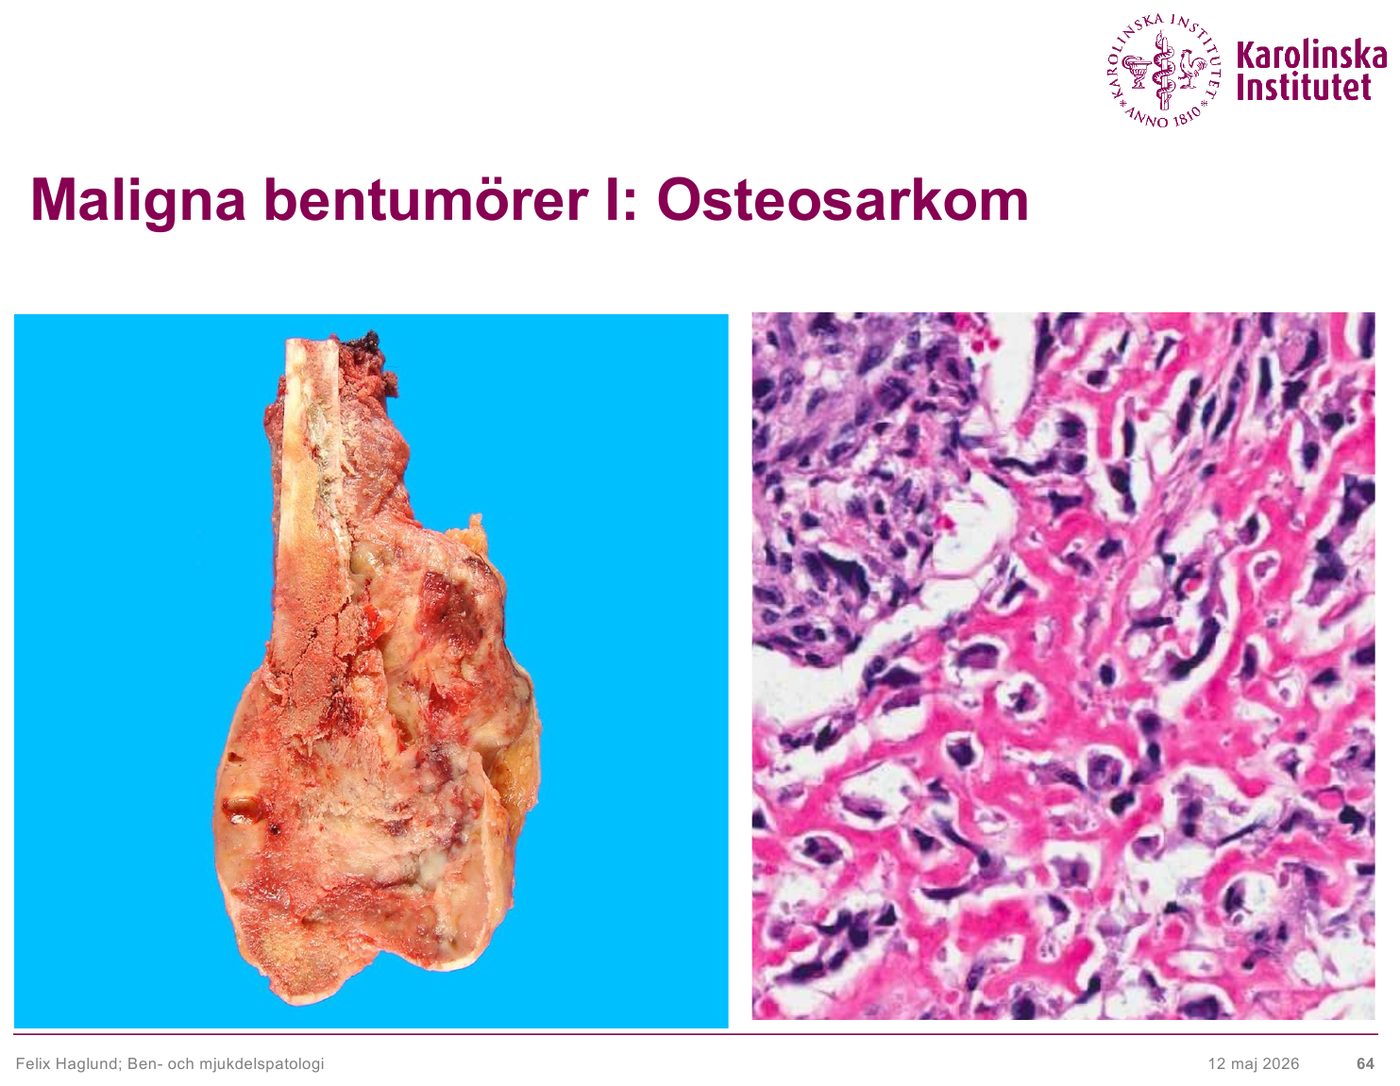 KAROLINSKA INSTITUTET
ANNO 1810
Karolinska
Institutet
Maligna bentumörer I: Osteosarkom
Felix Haglund; Ben- och mjukdelspatologi
12 maj 2026
64